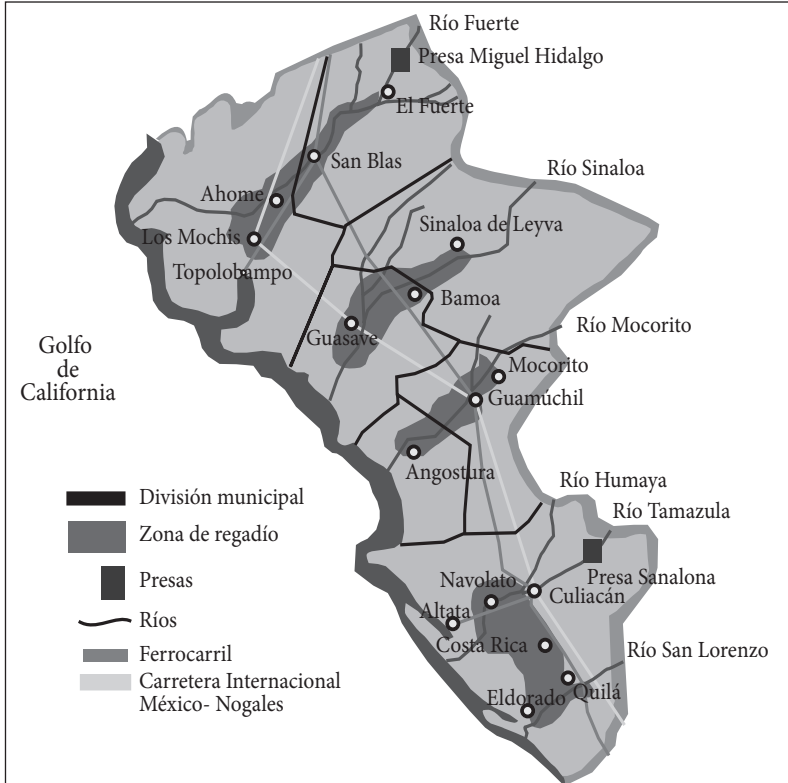 Río Fuerte
Presa Miguel Hidalgo
El Fuerte
San Blas
Río Sinaloa
Ahome
Sinaloa de Leyva
Los Mochis
Topolobampo
Bamoa
Río Mocorito
Guasave
Golfo
de
California
Mocorito
Guamúchil
Angostura
Río Humaya
División municipal
Río Tamazula
Zona de regadío
Presas
Navolato
Presa Sanalona
Culiacán
Altata
Ríos
Costa Rica
Río San Lorenzo
Ferrocarril
Carretera Internacional
México- Nogales
Quilá
Eldorado